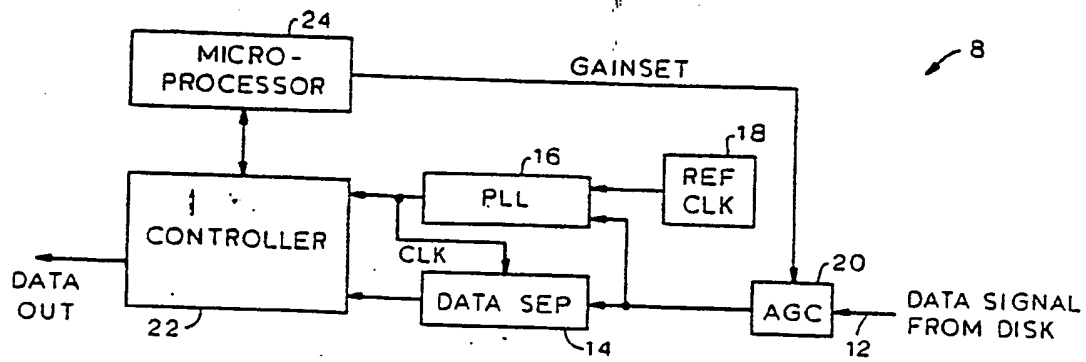 24
MICRO-
PROCESSOR
GAINSET
8
16
PLL
18
REF
CLK
CONTROLLER
CLK
DATA
OUT
22
DATA SEP
14
20
AGC
12
DATA SIGNAL
FROM DISK